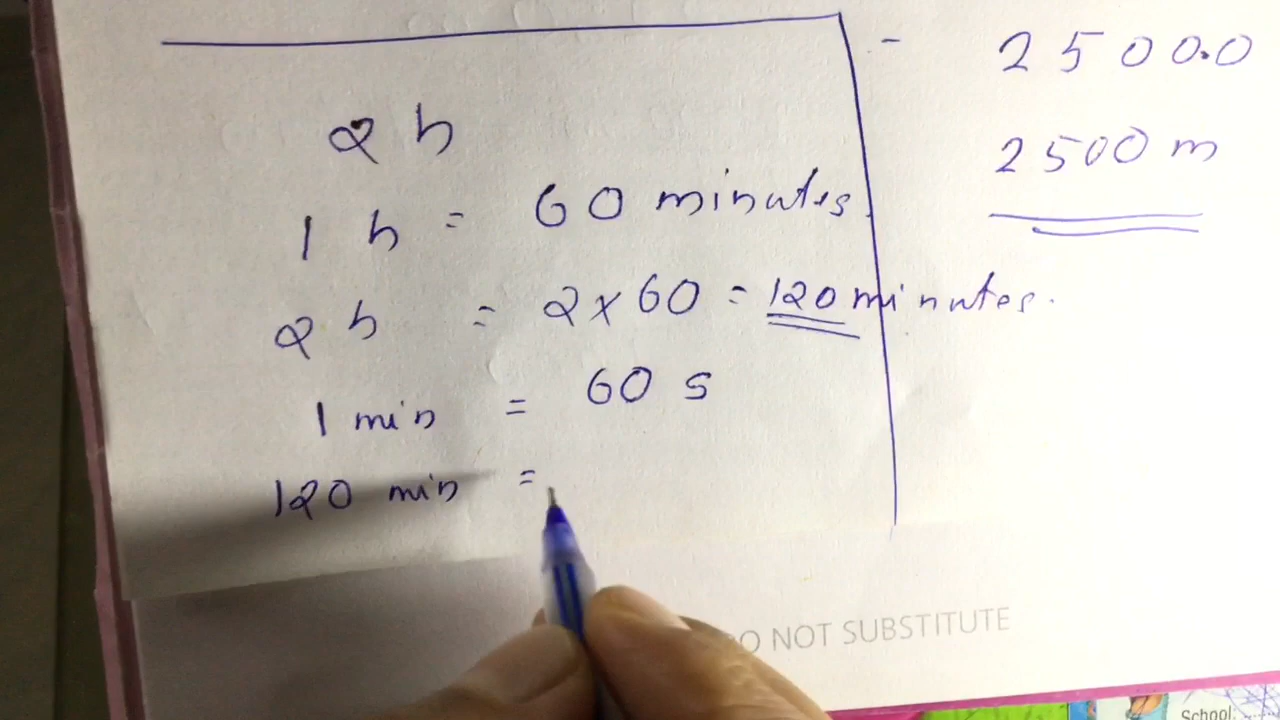 2 h
1 h = 60 minutes.
2 h = 2 x 60 = 120 minutes.
1 min = 60 s
120 min =
- 2500.0
2500 m
DO NOT SUBSTITUTE
School: